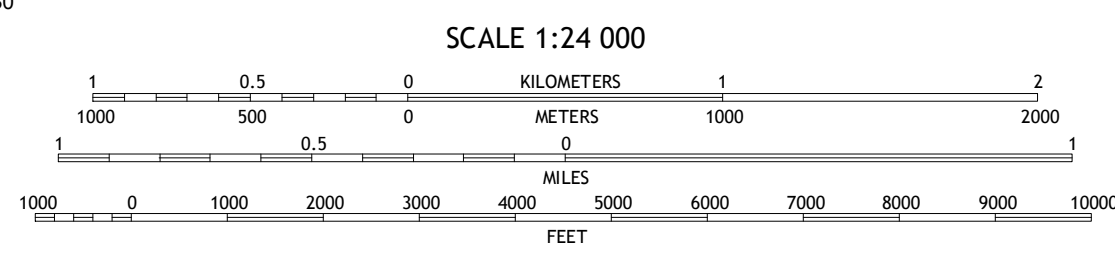 SCALE 1:24 000
1 0.5 0 KILOMETERS 1 2
1000 500 0 METERS 1000 2000
1 0.5 0 1
MILES
1000 0 1000 2000 3000 4000 5000 6000 7000 8000 9000 10000
FEET